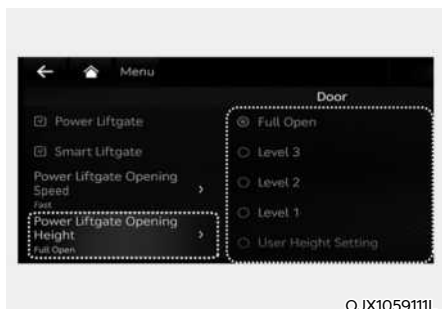 Menu
Door
Power Liftgate
Smart Liftgate
Power Liftgate Opening
Speed
Fast
Power Liftgate Opening
Height
Full Open
Full Open
Level 3
Level 2
Level 1
User Height Setting
OJX1059111L